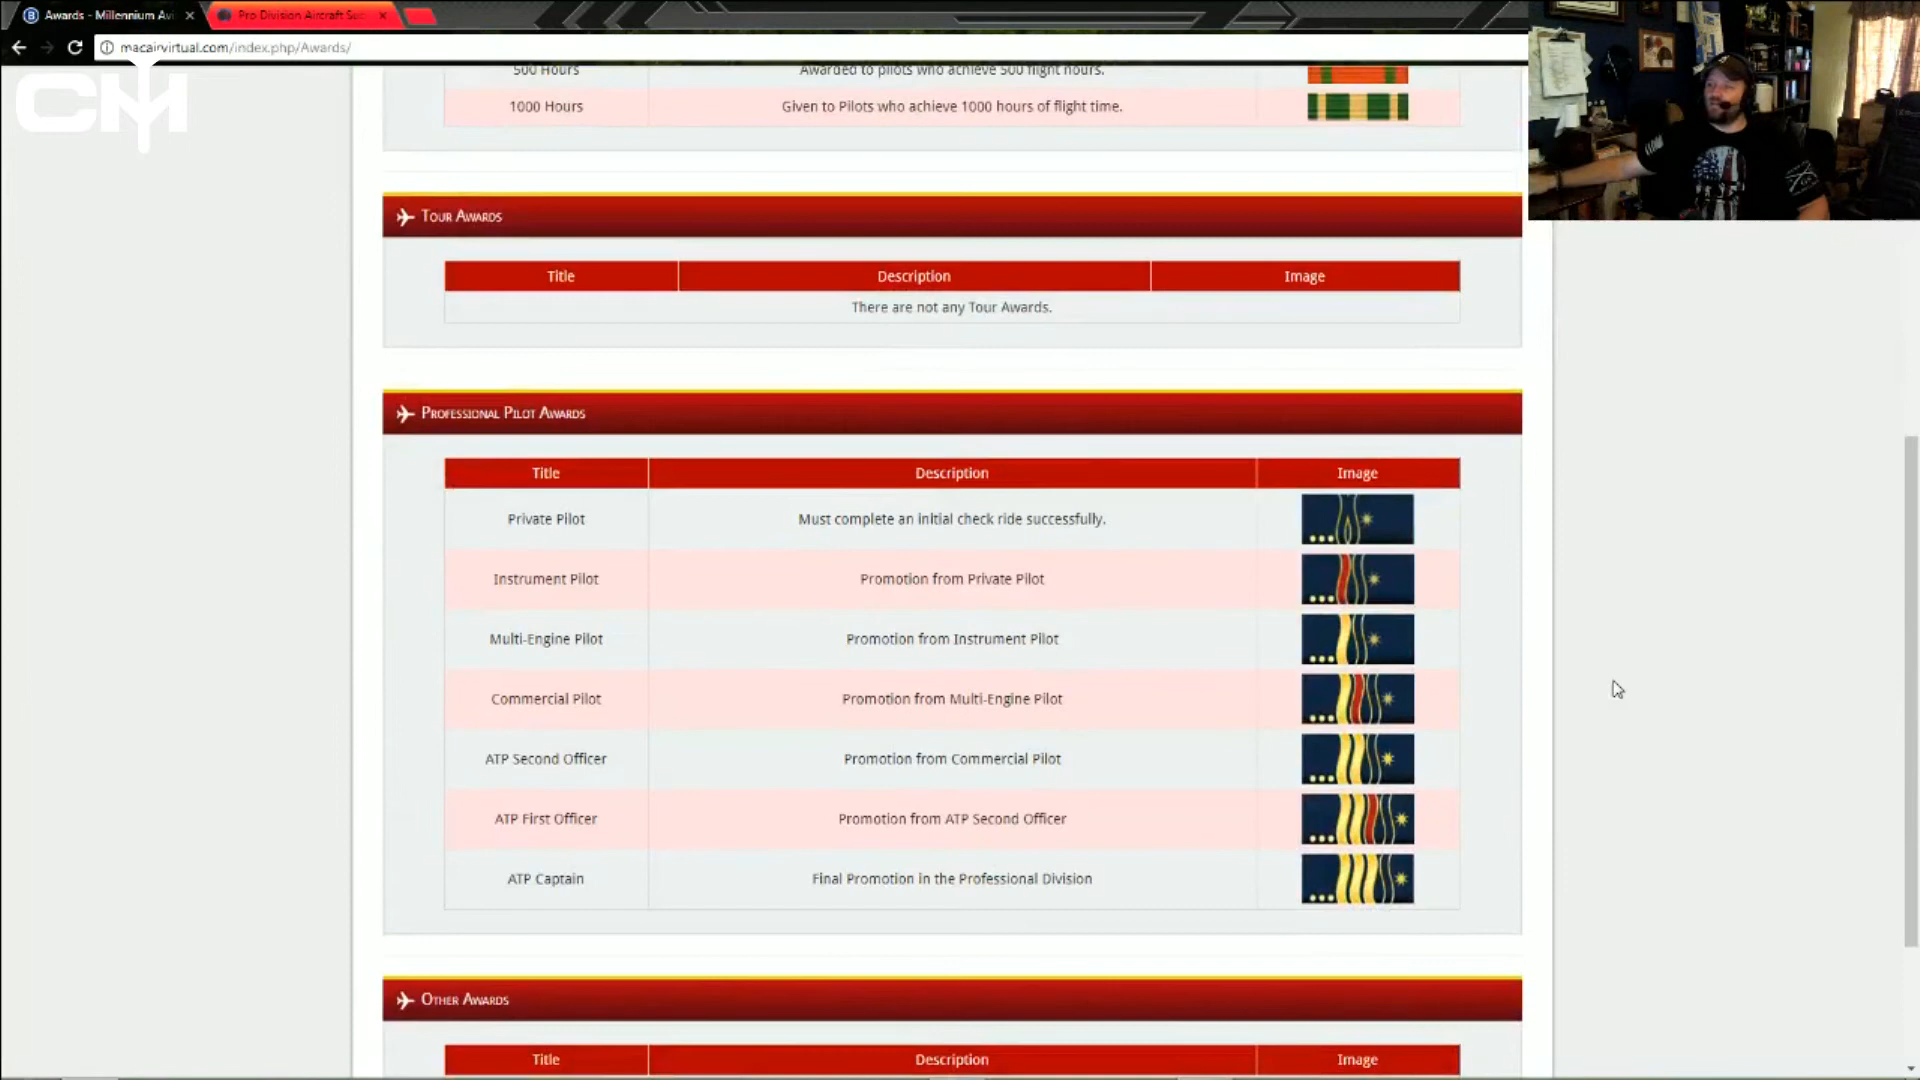 Awards - Millennium Avi
Pro Division Aircraft Su
macairvirtual.com/index.php/Awards/
CM
500 Hours Awarded to pilots who achieve 500 flight hours.
1000 Hours Given to Pilots who achieve 1000 hours of flight time.
Tour Awards
Title Description Image
There are not any Tour Awards.
Professional Pilot Awards
Title Description Image
Private Pilot Must complete an initial check ride successfully.
Instrument Pilot Promotion from Private Pilot
Multi-Engine Pilot Promotion from Instrument Pilot
Commercial Pilot Promotion from Multi-Engine Pilot
ATP Second Officer Promotion from Commercial Pilot
ATP First Officer Promotion from ATP Second Officer
ATP Captain Final Promotion in the Professional Division
Other Awards
Title Description Image